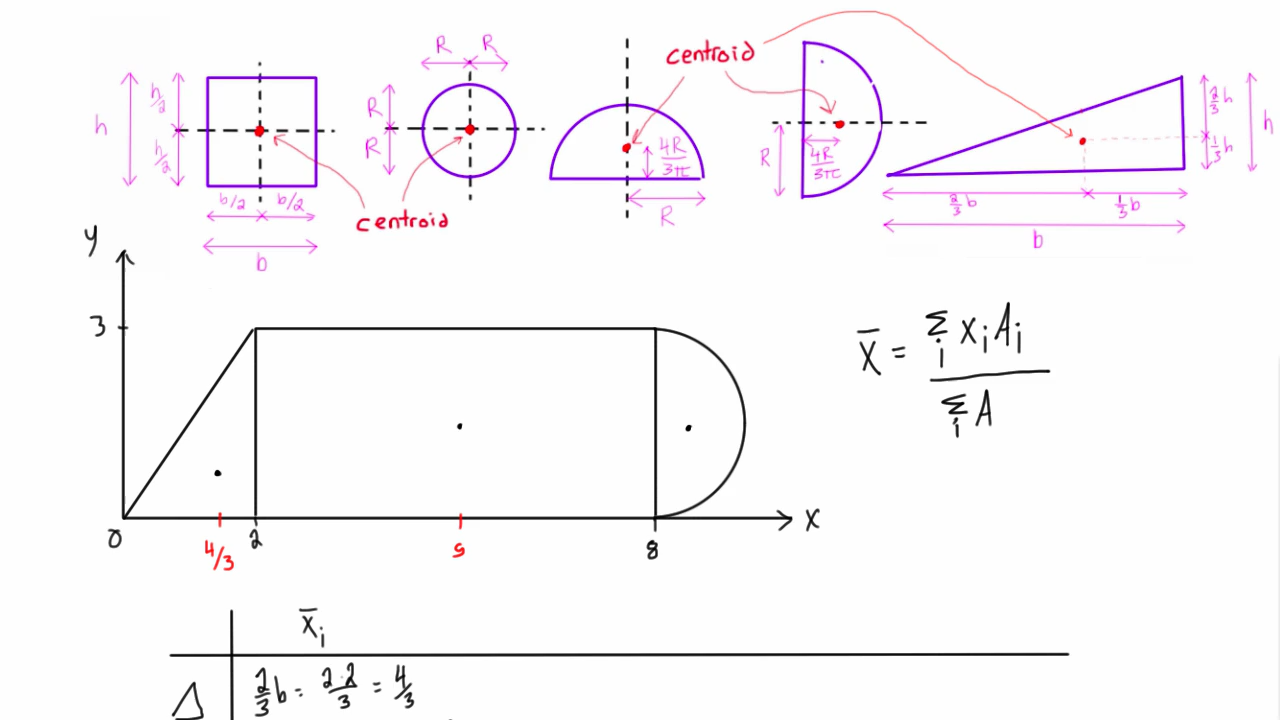 R R
centroid
h
h/2
h/2
R
R
4R/3π
R
4R/3π
2/3 h
1/3 h
h
b/2 b/2
centroid
R
R
2/3 b 1/3 b
b
b
y
3
x̄ = Σi xi Ai / Σi A
0 4/3 2 5 8 x
x̄i
△ 2/3 b = 2·2/3 = 4/3